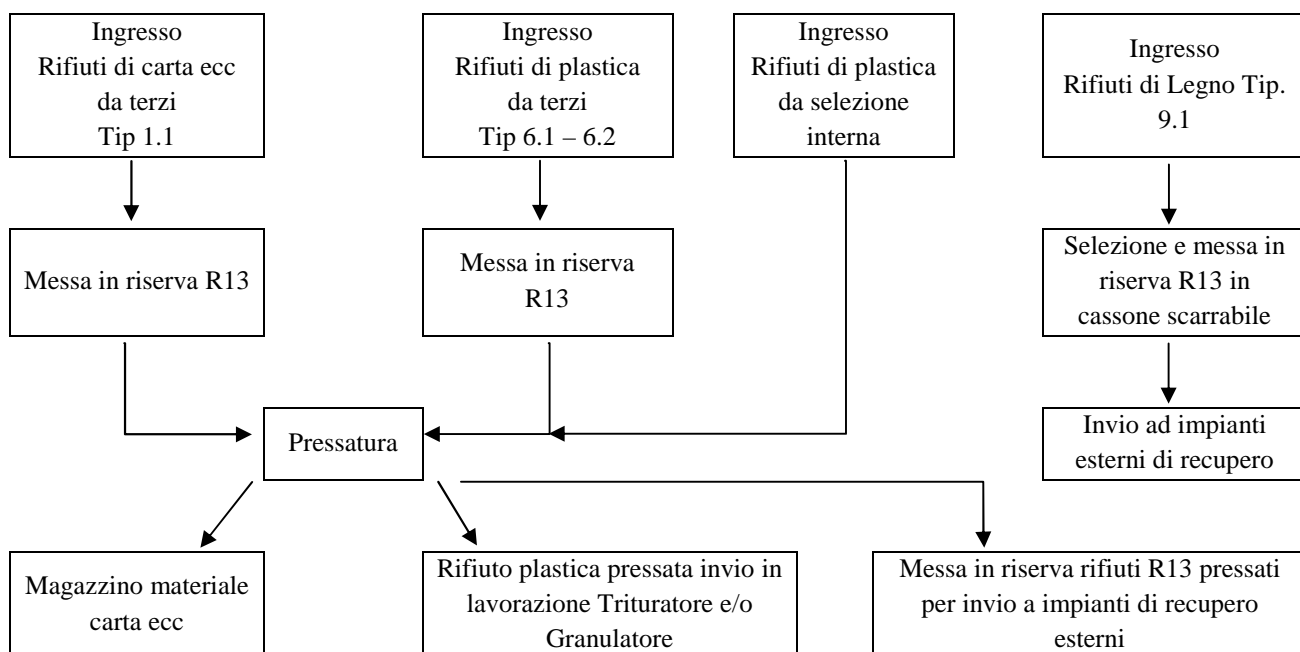 Ingresso
Rifiuti di carta ecc
da terzi
Tip 1.1
Ingresso
Rifiuti di plastica
da terzi
Tip 6.1 – 6.2
Ingresso
Rifiuti di plastica
da selezione
interna
Ingresso
Rifiuti di Legno Tip.
9.1
Messa in riserva R13
Messa in riserva
R13
Selezione e messa in
riserva R13 in
cassone scarrabile
Pressatura
Invio ad impianti
esterni di recupero
Magazzino materiale
carta ecc
Rifiuto plastica pressata invio in
lavorazione Trituratore e/o
Granulatore
Messa in riserva rifiuti R13 pressati
per invio a impianti di recupero
esterni